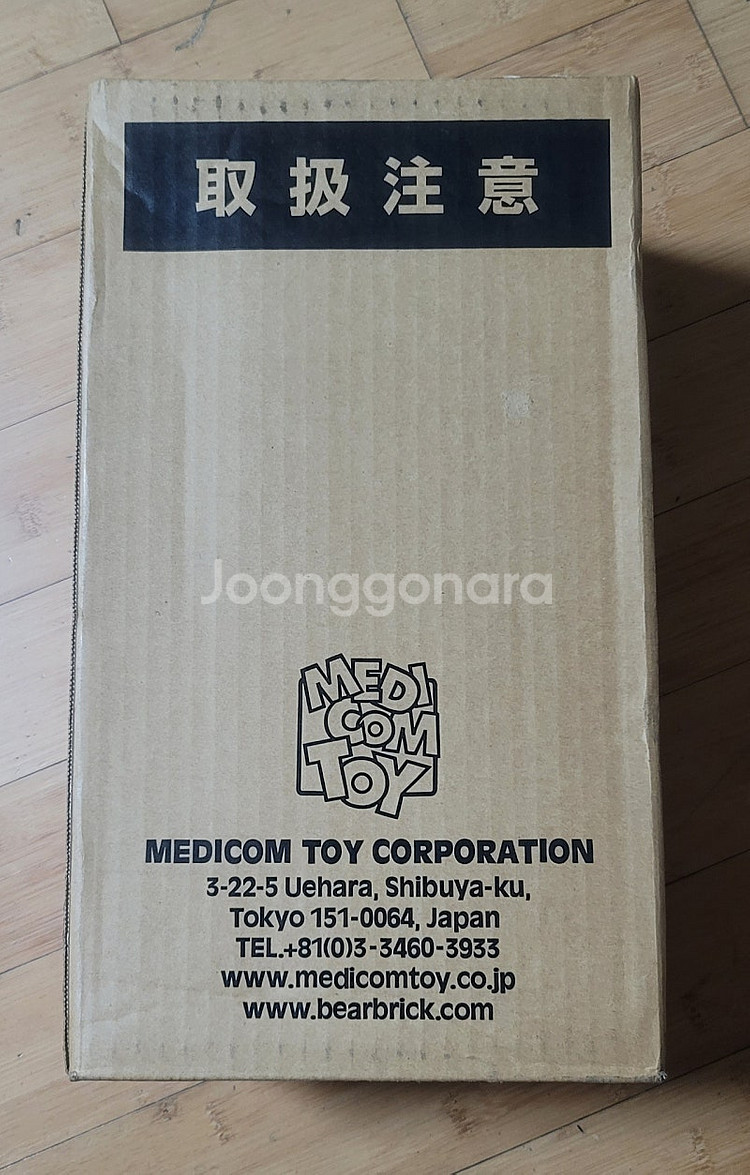 取扱注意
Joonggonara
MEDI
COM
TOY
MEDICOM TOY CORPORATION
3-22-5 Uehara, Shibuya-ku,
Tokyo 151-0064, Japan
TEL.+81(0)3-3460-3933
www.medicomtoy.co.jp
www.bearbrick.com